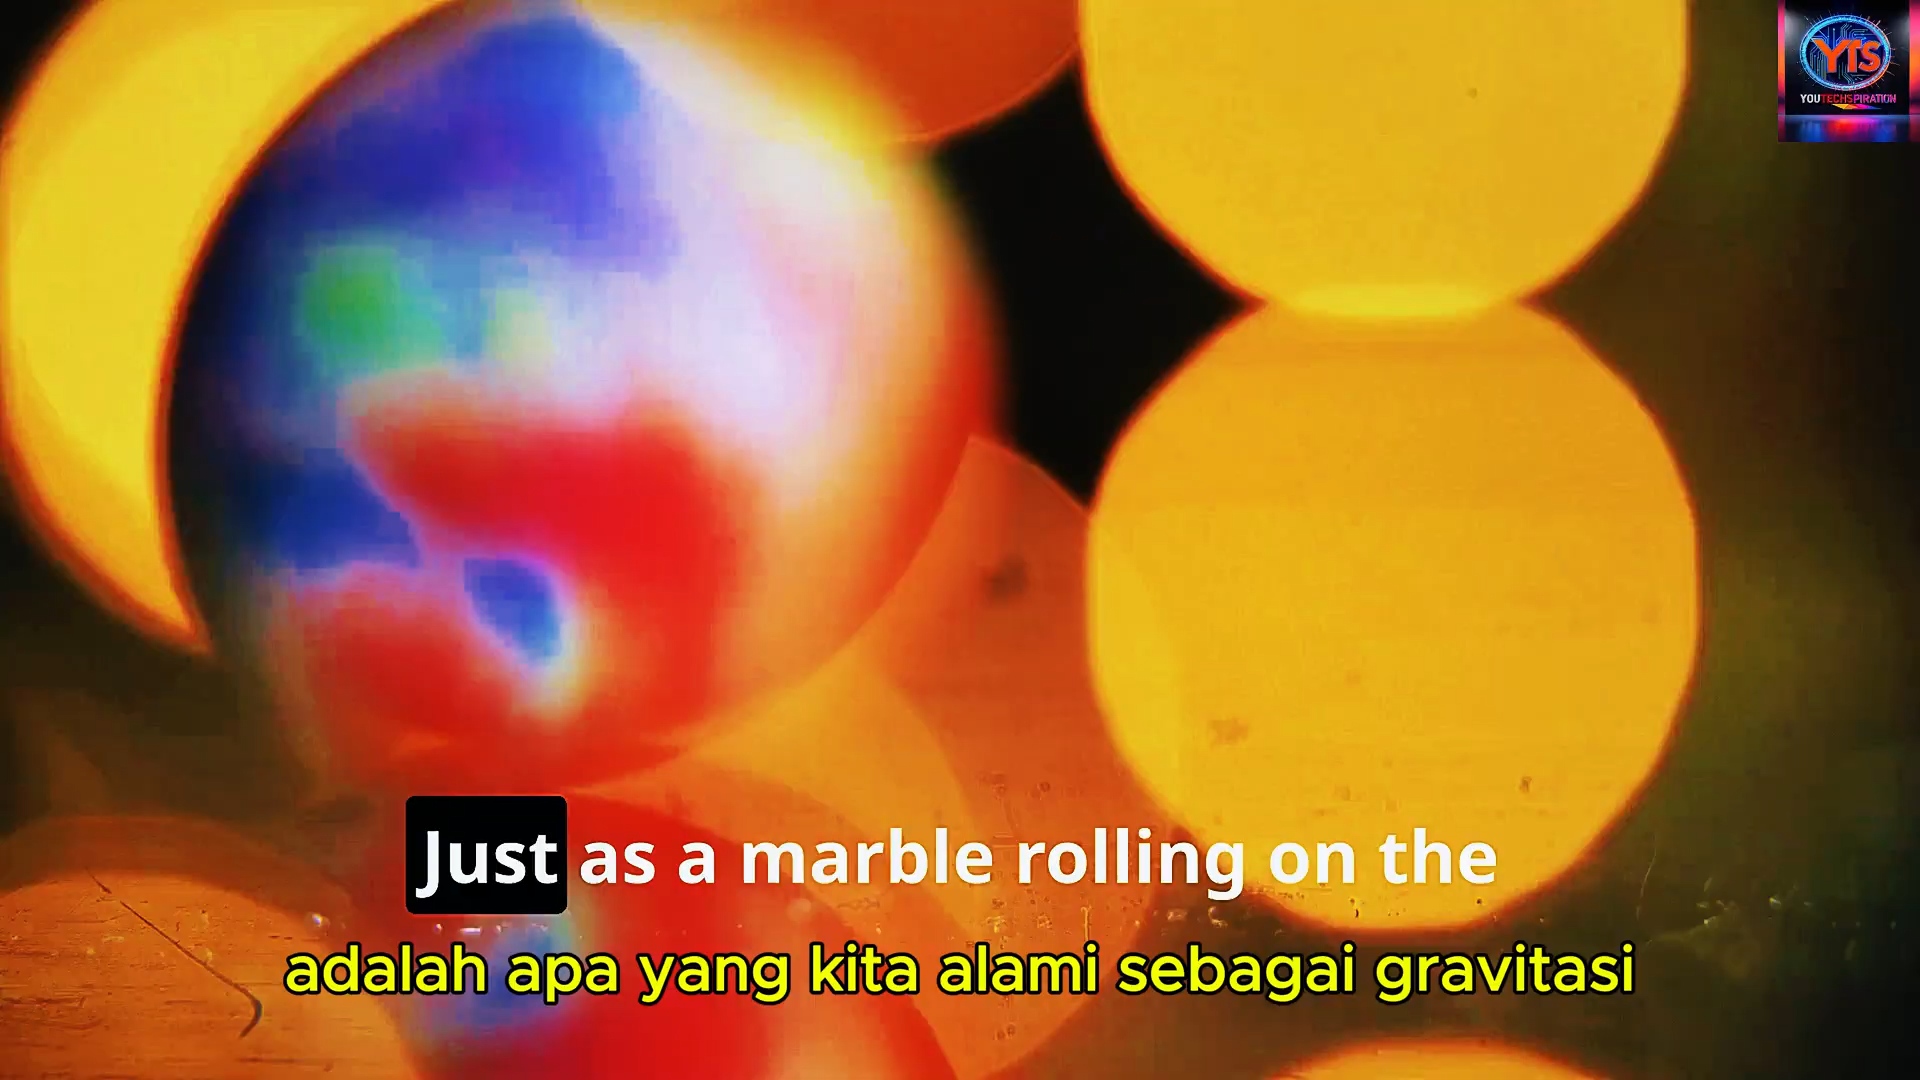 YTS
YOUTECHSPIRATION
Just as a marble rolling on the
adalah apa yang kita alami sebagai gravitasi